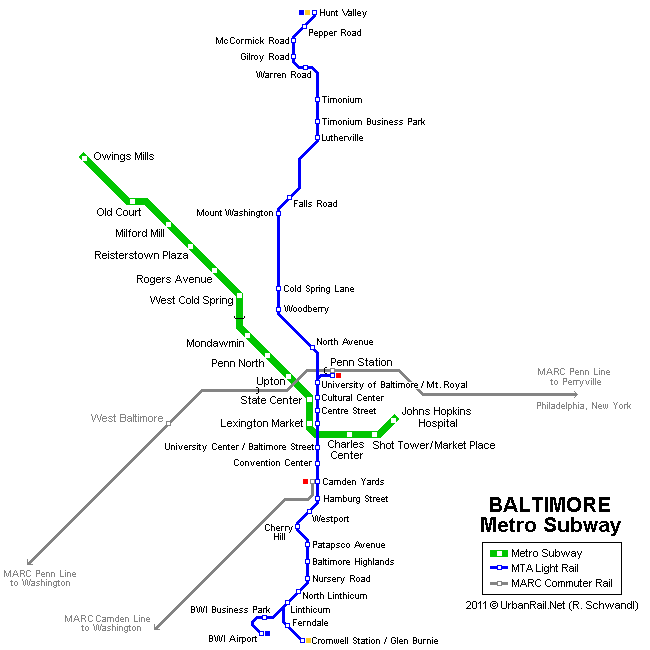 Hunt Valley
Pepper Road
McCormick Road
Gilroy Road
Warren Road
Timonium
Timonium Business Park
Lutherville
Owings Mills
Falls Road
Old Court
Mount Washington
Milford Mill
Reisterstown Plaza
Rogers Avenue
Cold Spring Lane
West Cold Spring
Woodberry
Mondawmin
North Avenue
Penn North
Penn Station
MARC Penn Line
to Perryville
Upton
University of Baltimore / Mt. Royal
State Center
Cultural Center
Philadelphia, New York
Centre Street
Johns Hopkins
Hospital
West Baltimore
Lexington Market
University Center / Baltimore Street
Charles
Center
Shot Tower/Market Place
Convention Center
Camden Yards
Hamburg Street
BALTIMORE
Metro Subway
Westport
Cherry
Hill
Patapsco Avenue
Metro Subway
Baltimore Highlands
MTA Light Rail
MARC Penn Line
to Washington
Nursery Road
MARC Commuter Rail
North Linthicum
2011 © UrbanRail.Net (R. Schwandl)
BWI Business Park
Linthicum
MARC Camden Line
to Washington
Ferndale
BWI Airport
Cromwell Station / Glen Burnie